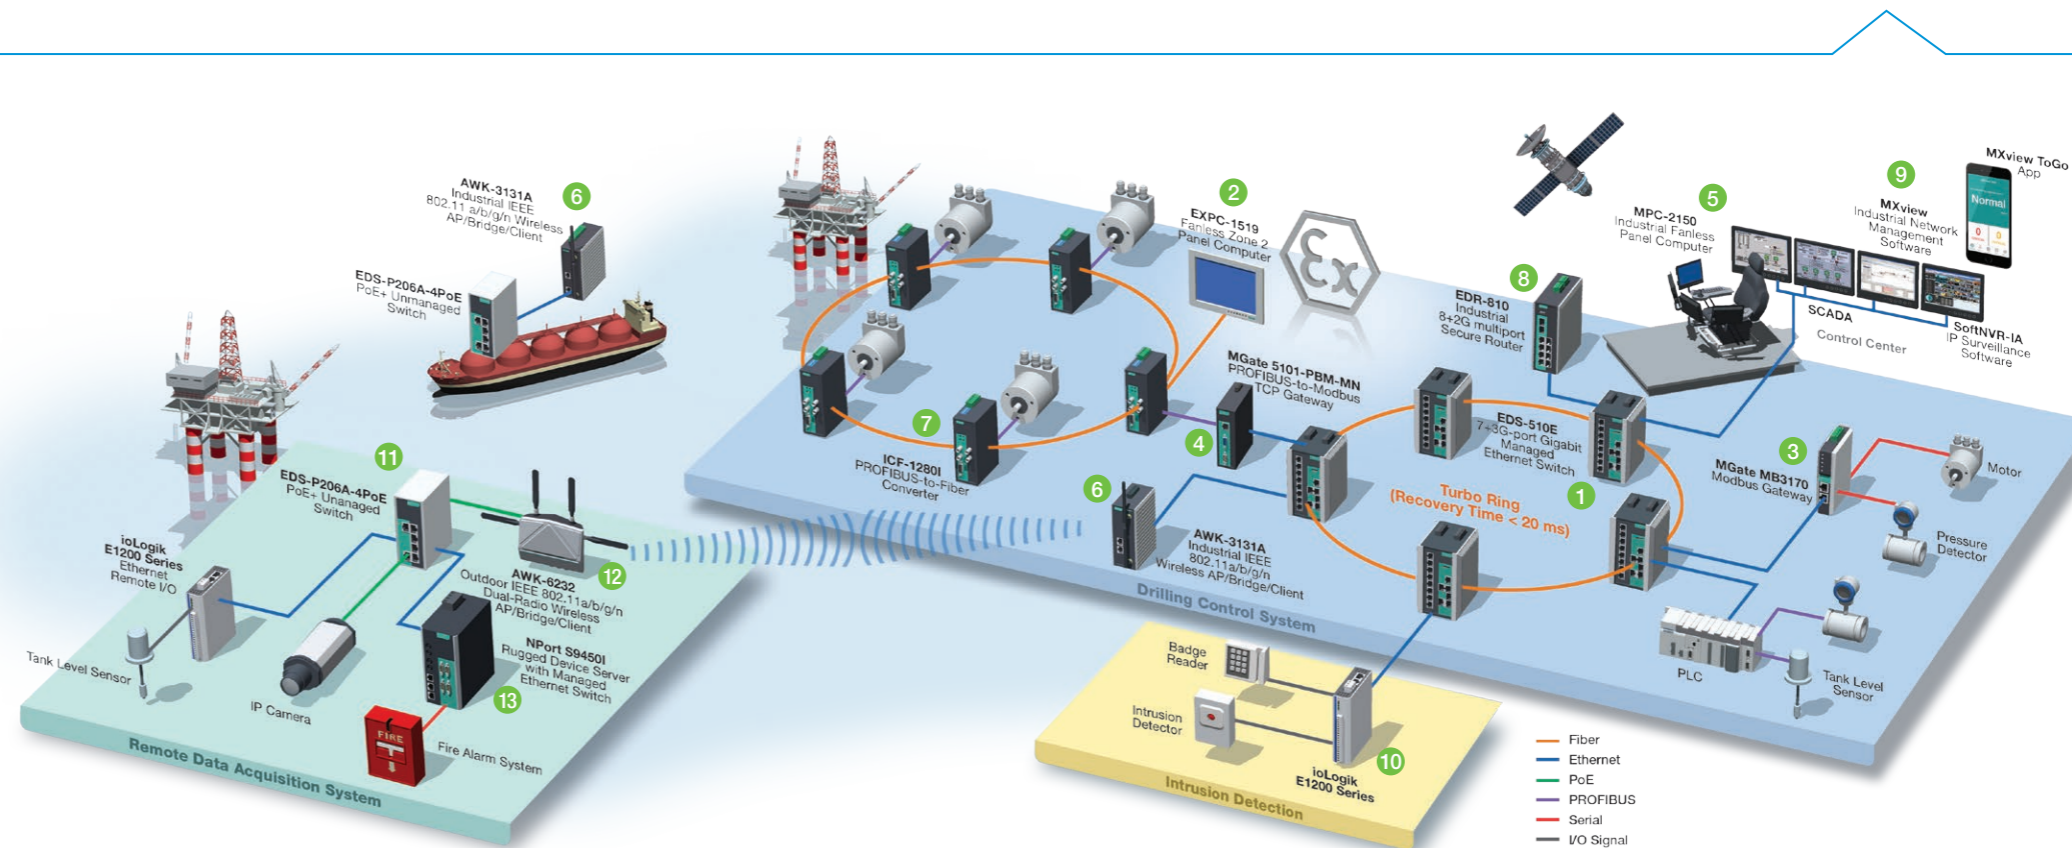 AWK-3131A
Industrial IEEE
802.11 a/b/g/n Wireless
AP/Bridge/Client
6
EDS-P206A-4PoE
PoE+ Unmanaged
Switch
2
EXPC-1519
Fanless Zone 2
Panel Computer
Ex
8
EDR-810
Industrial
8+2G multiport
Secure Router
5
MPC-2150
Industrial Fanless
Panel Computer
9
MXview
Industrial Network
Management
Software
MXview ToGo
App
Normal
0
0
SCADA
Control Center
SoftNVR-IA
IP Surveillance
Software
7
ICF-1280I
PROFIBUS-to-Fiber
Converter
MGate 5101-PBM-MN
PROFIBUS-to-Modbus
TCP Gateway
4
EDS-510E
7+3G-port Gigabit
Managed
Ethernet Switch
1
Turbo Ring
(Recovery Time < 20 ms)
3
MGate MB3170
Modbus Gateway
Motor
Pressure
Detector
6
AWK-3131A
Industrial IEEE
802.11a/b/g/n
Wireless AP/Bridge/Client
PLC
Tank Level
Sensor
Drilling Control System
11
EDS-P206A-4PoE
PoE+ Unanaged
Switch
ioLogik
E1200 Series
Ethernet
Remote I/O
12
AWK-6232
Outdoor IEEE 802.11a/b/g/n
Dual-Radio Wireless
AP/Bridge/Client
NPort S9450I
Rugged Device Server
with Managed
Ethernet Switch
13
Tank Level Sensor
IP Camera
FIRE
Fire Alarm System
Remote Data Acquisition System
Badge
Reader
Intrusion
Detector
10
ioLogik
E1200 Series
Intrusion Detection
Fiber
Ethernet
PoE
PROFIBUS
Serial
I/O Signal